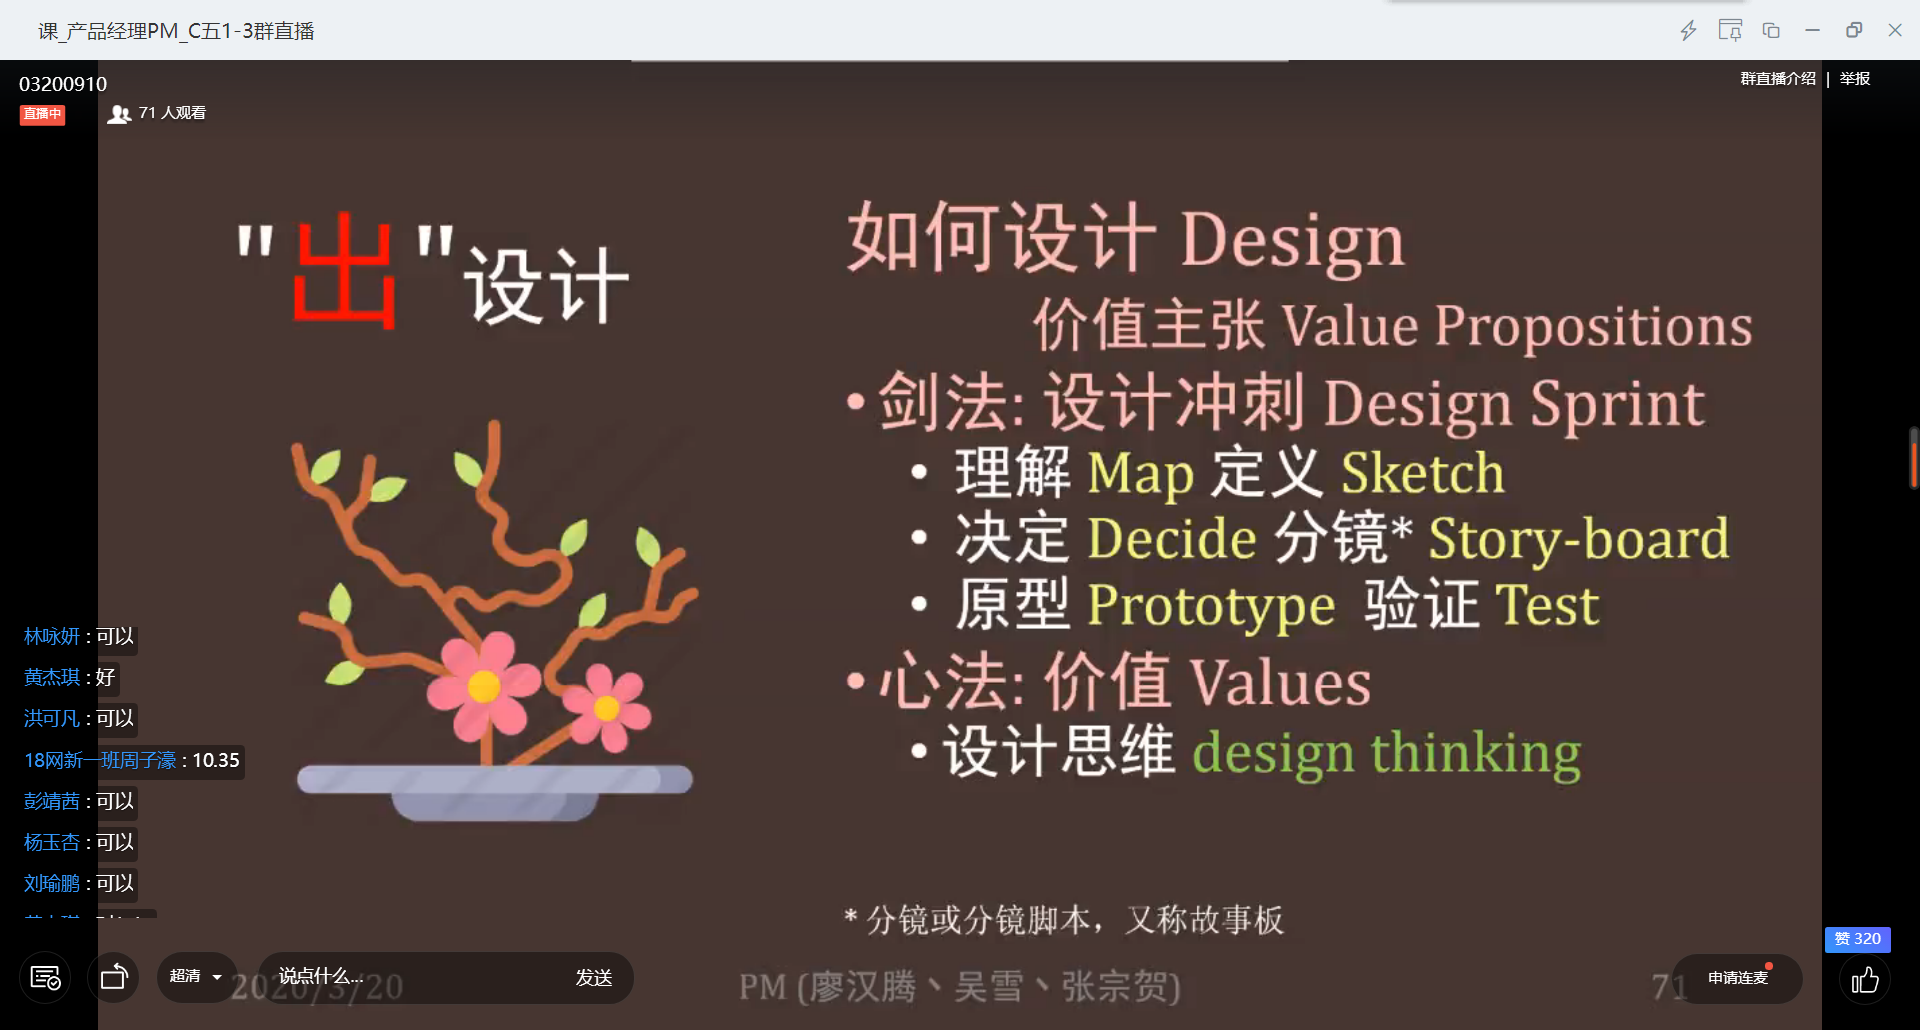 课_产品经理PM_C五1-3群直播
03200910
群直播介绍 | 举报
直播中
71 人观看
"出"设计
如何设计 Design
价值主张 Value Propositions
• 剑法: 设计冲刺 Design Sprint
• 理解 Map 定义 Sketch
• 决定 Decide 分镜* Story-board
• 原型 Prototype 验证 Test
• 心法: 价值 Values
• 设计思维 design thinking
* 分镜或分镜脚本，又称故事板
林咏妍 : 可以
黄杰琪 : 好
洪可凡 : 可以
18网新一班周子濠 : 10.35
彭靖茜 : 可以
杨玉杏 : 可以
刘瑜鹏 : 可以
赞 320
超清
说点什么...
发送
2020/3/20
PM (廖汉腾、吴雪、张宗贺)
71
申请连麦